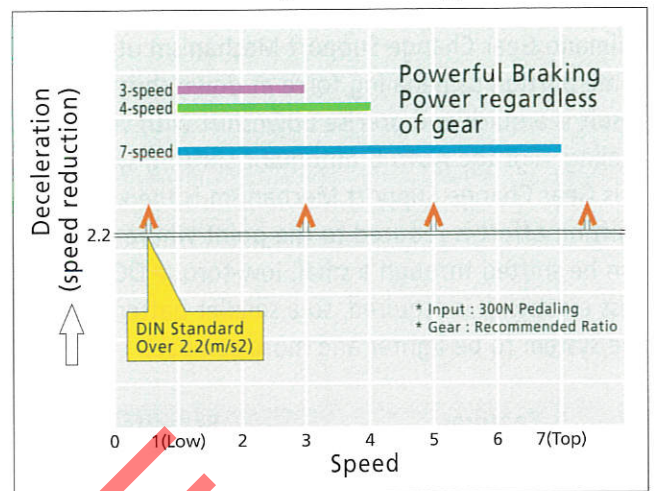 Powerful Braking
Power regardless
of gear
3-speed
4-speed
7-speed
Deceleration
(speed reduction)
2.2
DIN Standard
Over 2.2(m/s2)
* Input : 300N Pedaling
* Gear : Recommended Ratio
0 1(Low) 2 3 4 5 6 7(Top)
Speed